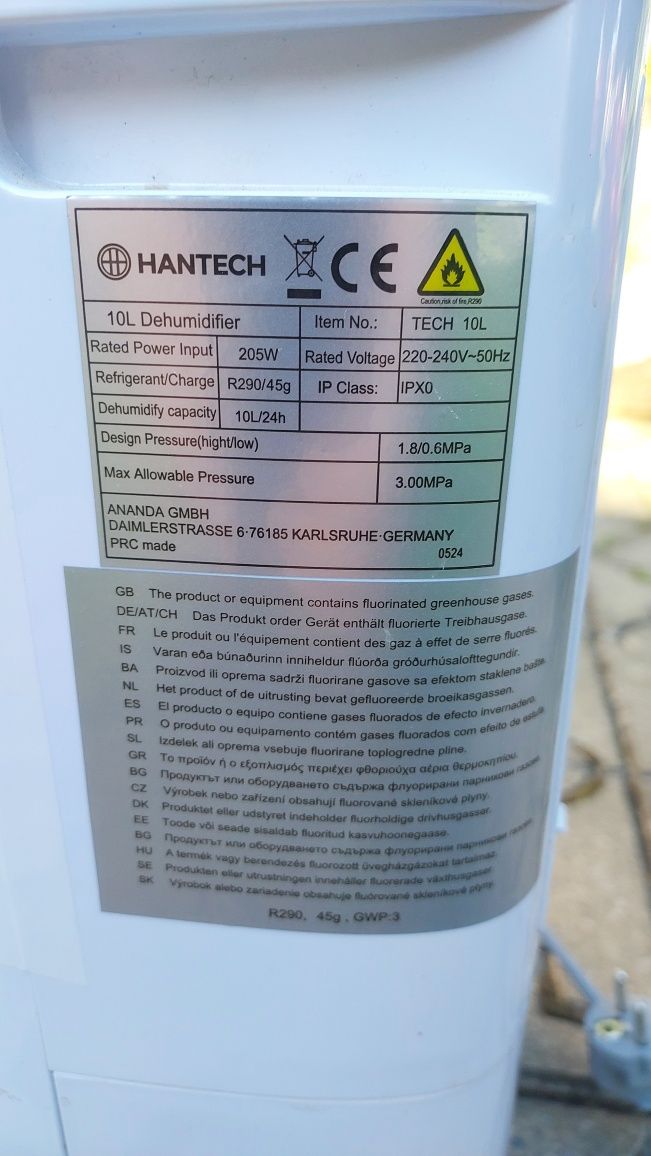 HANTECH
CE
Caution,risk of fire,R290
10L Dehumidifier Item No.: TECH 10L
Rated Power Input 205W Rated Voltage 220-240V~50Hz
Refrigerant/Charge R290/45g IP Class: IPX0
Dehumidify capacity 10L/24h
Design Pressure(hight/low) 1.8/0.6MPa
Max Allowable Pressure 3.00MPa
ANANDA GMBH
DAIMLERSTRASSE 6·76185 KARLSRUHE·GERMANY
PRC made 0524
GB The product or equipment contains fluorinated greenhouse gases.
DE/AT/CH Das Produkt order Gerät enthält fluorierte Treibhausgase.
FR Le produit ou l'équipement contient des gaz à effet de serre fluorés.
IS Varan eða búnaðurinn inniheldur flúorða gróðurhúsalofttegundir.
BA Proizvod ili oprema sadrži fluorirane gasove sa efektom staklene bašte.
NL Het product of de uitrusting bevat gefluoreerde broeikasgassen.
ES El producto o equipo contiene gases fluorados de efecto invernadero.
PR O produto ou equipamento contém gases fluorados com efeito de estufa.
SL Izdelek ali oprema vsebuje fluorirane toplogredne pline.
GR Το προϊόν ή ο εξοπλισμός περιέχει φθοριούχα αέρια θερμοκηπίου.
BG Продуктът или оборудването съдържа флуорирани парникови газове.
CZ Výrobek nebo zařízení obsahují fluorované skleníkové plyny.
DK Produktet eller udstyret indeholder fluorholdige drivhusgasser.
EE Toode või seade sisaldab fluoritud kasvuhoonegaase.
BG Продуктът или оборудването съдържа флуорирани парникови газове.
HU A termék vagy berendezés fluorozott üvegházgázokat tartalmaz.
SE Produkten eller utrustningen innehåller fluorerade växthusgaser.
SK Výrobok alebo zariadenie obsahuje fluórované skleníkové plyny.
R290, 45g , GWP:3